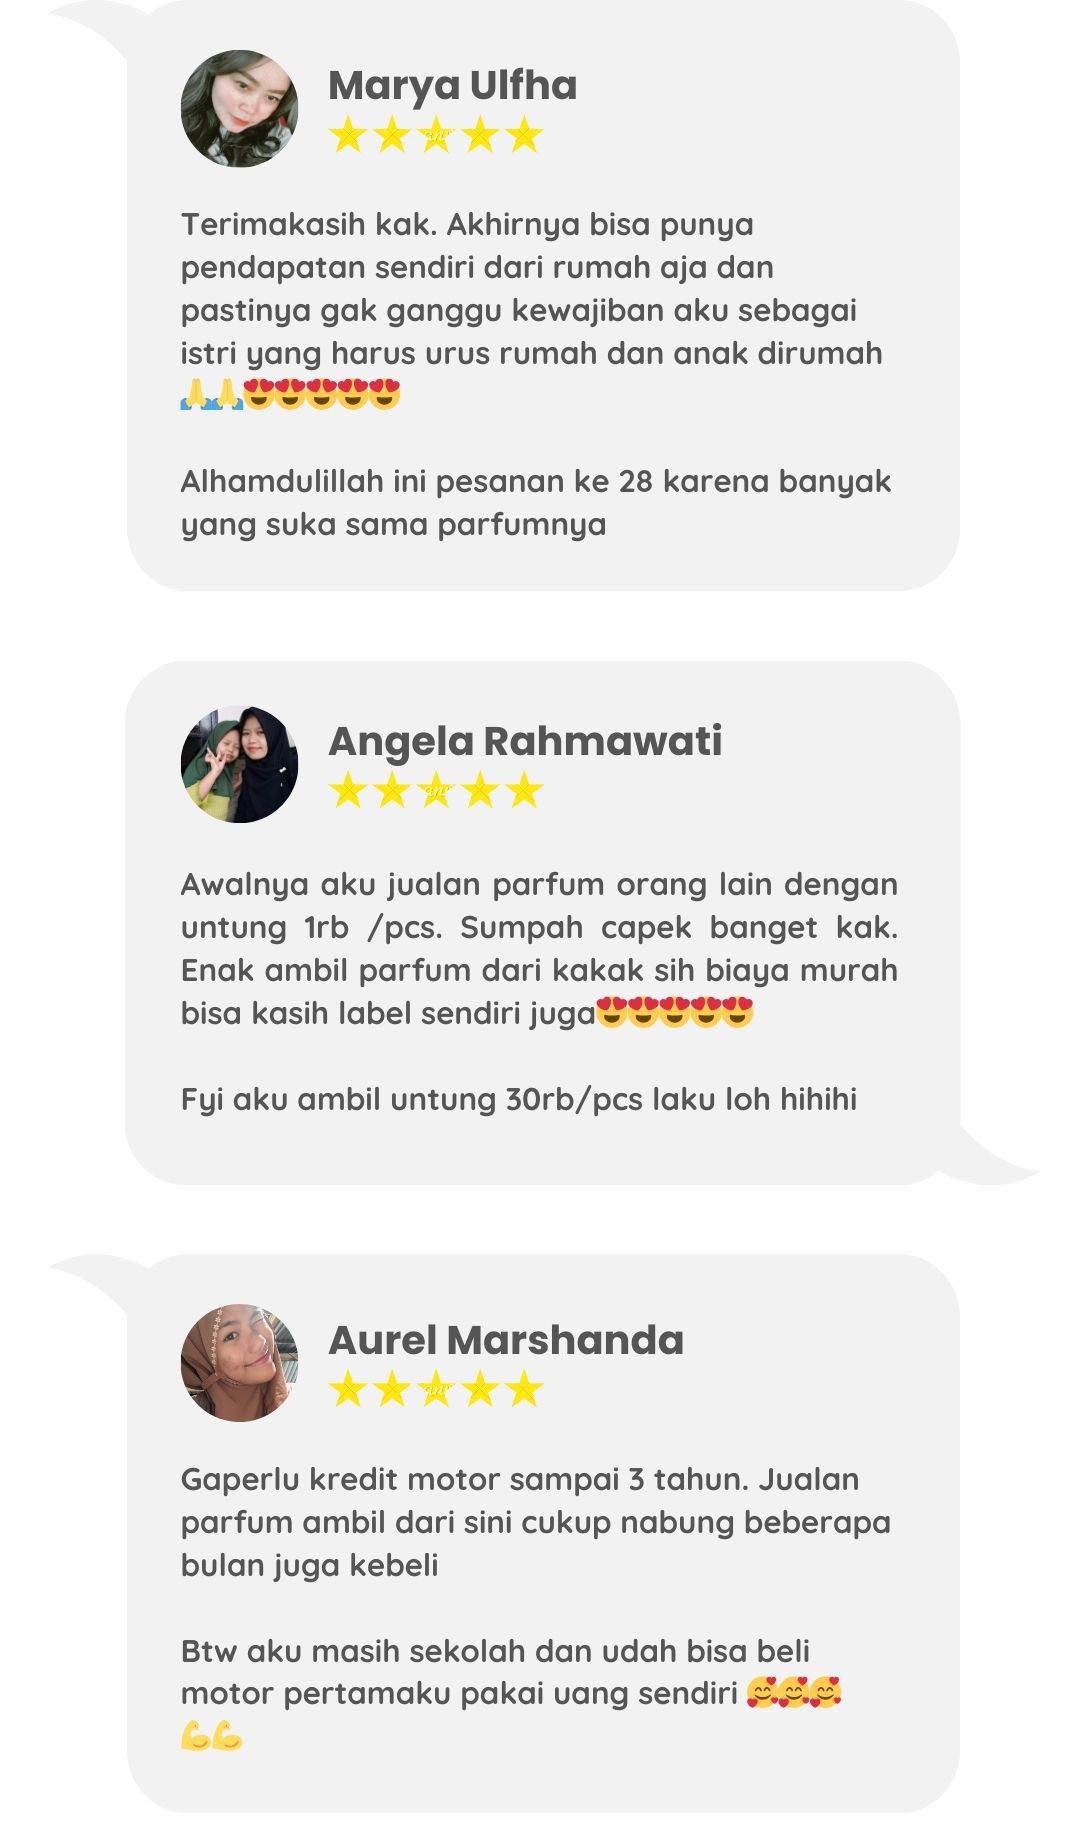 Marya Ulfha
Terimakasih kak. Akhirnya bisa punya
pendapatan sendiri dari rumah aja dan
pastinya gak ganggu kewajiban aku sebagai
istri yang harus urus rumah dan anak dirumah
🙏🙏😍😍😍😍😍
Alhamdulillah ini pesanan ke 28 karena banyak
yang suka sama parfumnya
Angela Rahmawati
Awalnya aku jualan parfum orang lain dengan
untung 1rb /pcs. Sumpah capek banget kak.
Enak ambil parfum dari kakak sih biaya murah
bisa kasih label sendiri juga😍😍😍😍😍
Fyi aku ambil untung 30rb/pcs laku loh hihihi
Aurel Marshanda
Gaperlu kredit motor sampai 3 tahun. Jualan
parfum ambil dari sini cukup nabung beberapa
bulan juga kebeli
Btw aku masih sekolah dan udah bisa beli
motor pertamaku pakai uang sendiri 🥰🥰🥰
💪💪